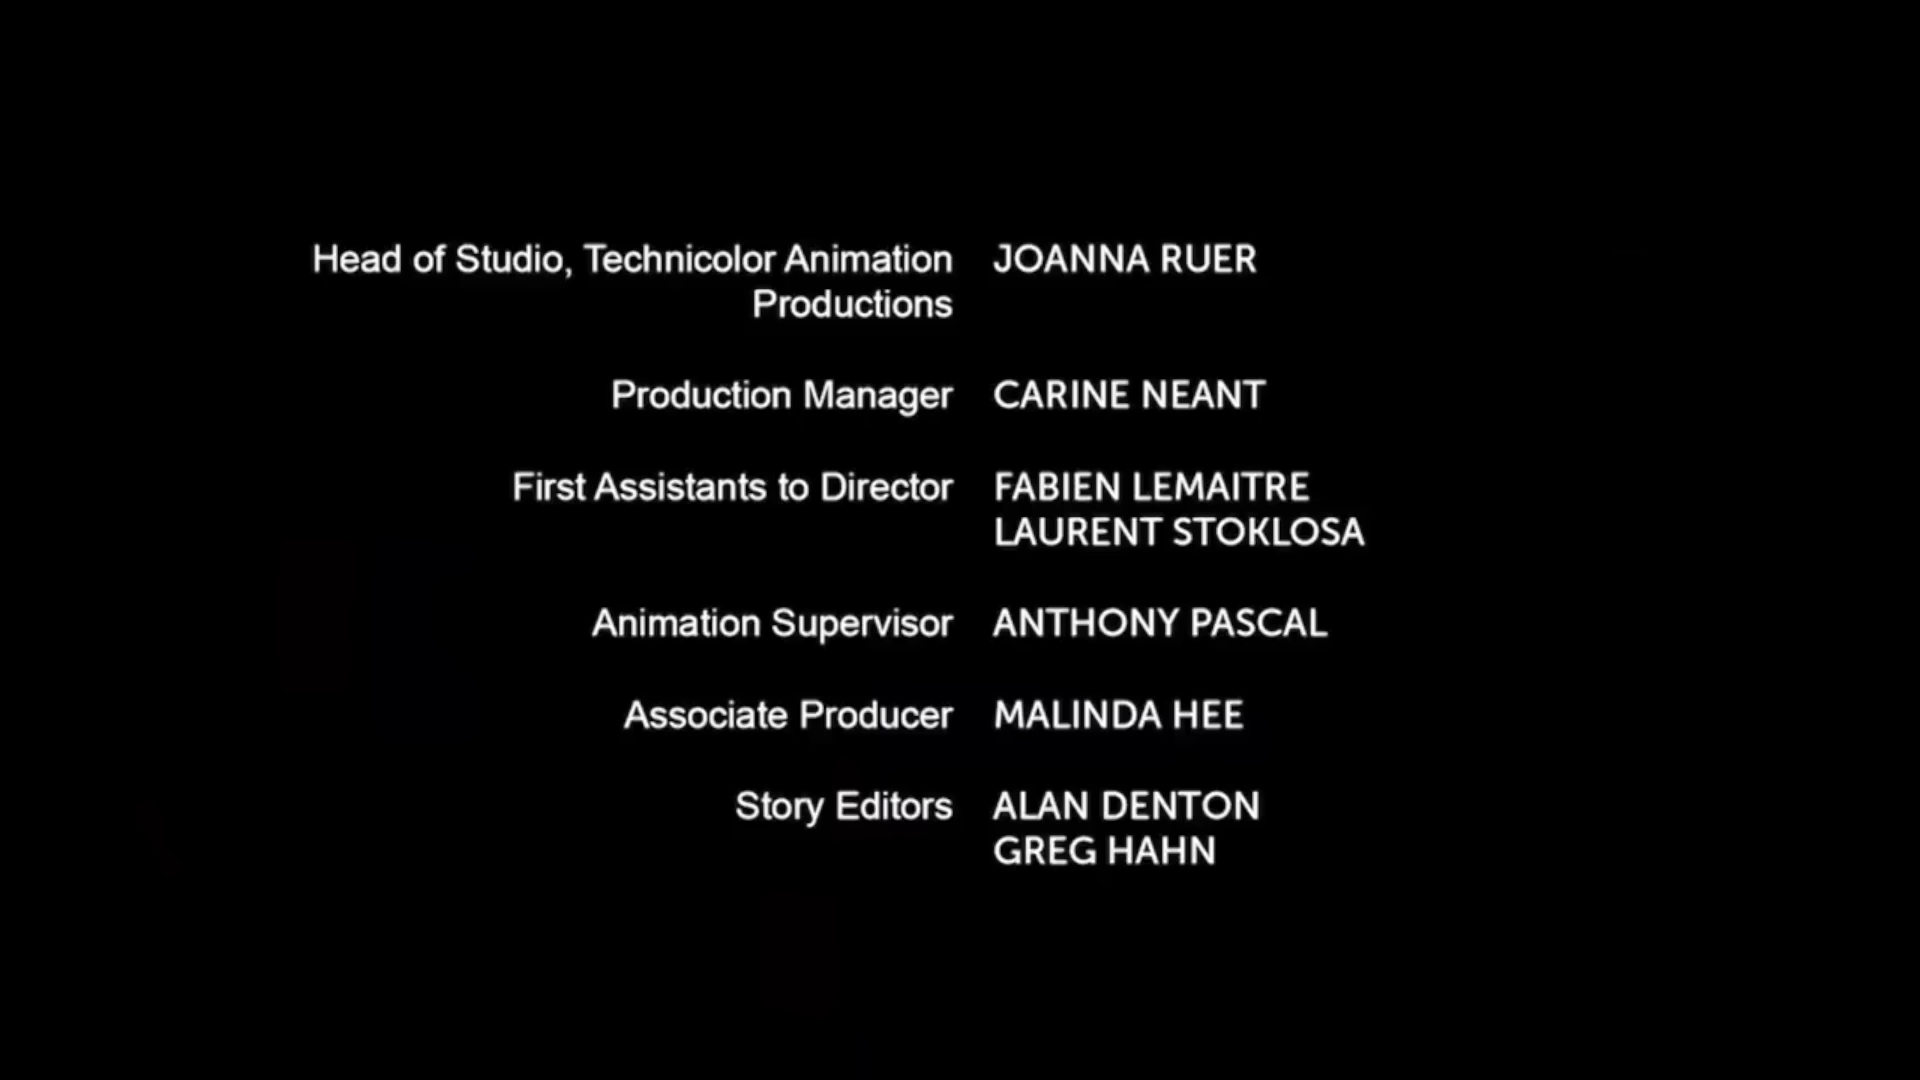 Head of Studio, Technicolor Animation JOANNA RUER
Productions
Production Manager CARINE NEANT
First Assistants to Director FABIEN LEMAITRE
LAURENT STOKLOSA
Animation Supervisor ANTHONY PASCAL
Associate Producer MALINDA HEE
Story Editors ALAN DENTON
GREG HAHN